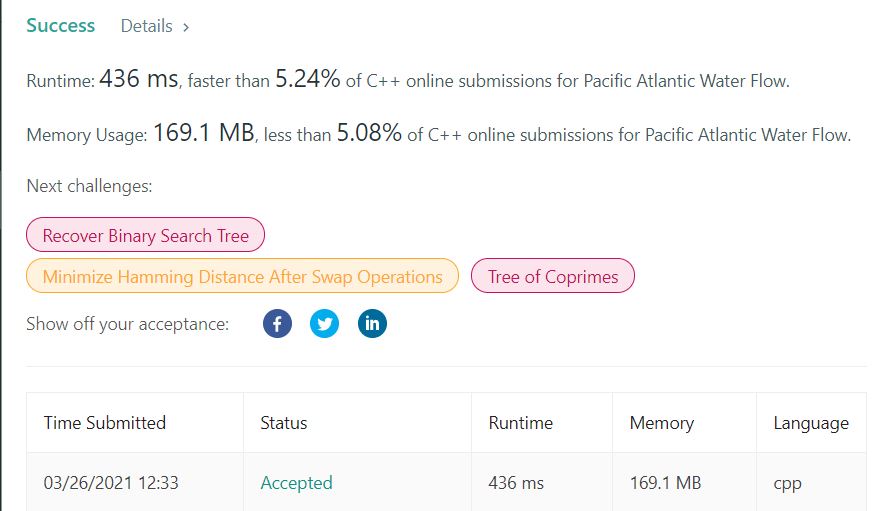 Success Details ›
Runtime: 436 ms, faster than 5.24% of C++ online submissions for Pacific Atlantic Water Flow.
Memory Usage: 169.1 MB, less than 5.08% of C++ online submissions for Pacific Atlantic Water Flow.
Next challenges:
Recover Binary Search Tree
Minimize Hamming Distance After Swap Operations Tree of Coprimes
Show off your acceptance: f in
Time Submitted Status Runtime Memory Language
03/26/2021 12:33 Accepted 436 ms 169.1 MB cpp